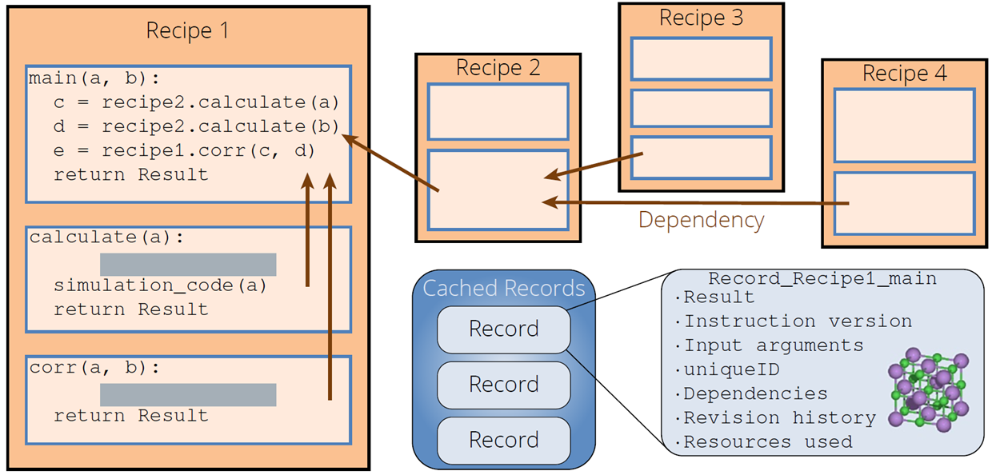 Recipe 1
main(a, b):
c = recipe2.calculate(a)
d = recipe2.calculate(b)
e = recipe1.corr(c, d)
return Result
calculate(a):
simulation_code(a)
return Result
corr(a, b):
return Result
Recipe 2
Recipe 3
Recipe 4
Dependency
Cached Records
Record
Record
Record
Record_Recipe1_main
·Result
·Instruction version
·Input arguments
·uniqueID
·Dependencies
·Revision history
·Resources used